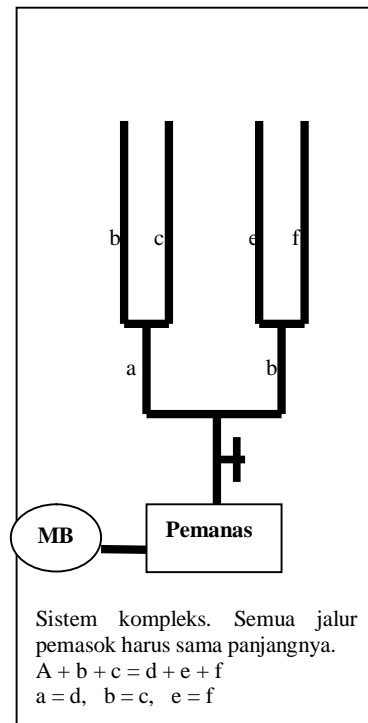 b c e f
a b
MB Pemanas
Sistem kompleks. Semua jalur
pemasok harus sama panjangnya.
A + b + c = d + e + f
a = d, b = c, e = f